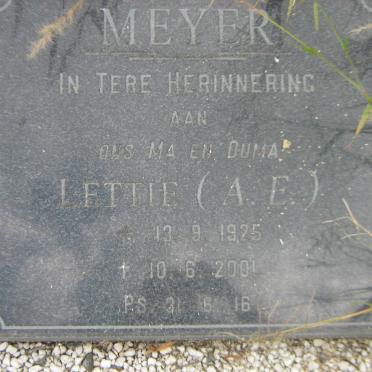 MEYER
IN TERE HERINNERING
AAN
ONS MA EN OUMA
LETTIE (A. E.)
* 13.9.1925
† 10.6.2001
PS. 31:15,16